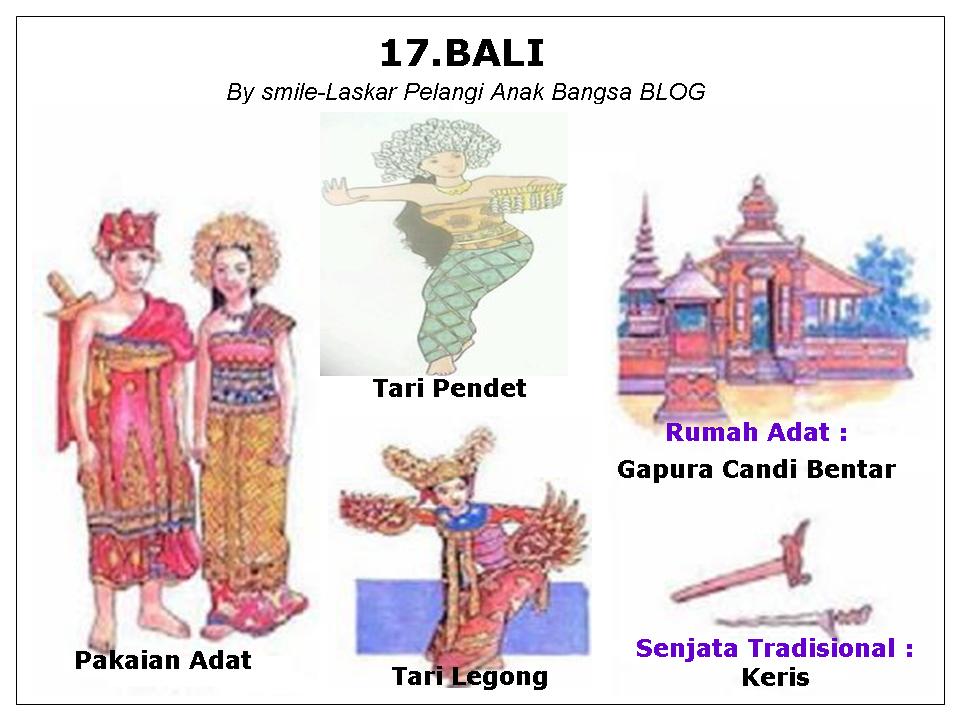 17.BALI
By smile-Laskar Pelangi Anak Bangsa BLOG
Tari Pendet
Rumah Adat :
Gapura Candi Bentar
Pakaian Adat
Tari Legong
Senjata Tradisional :
Keris